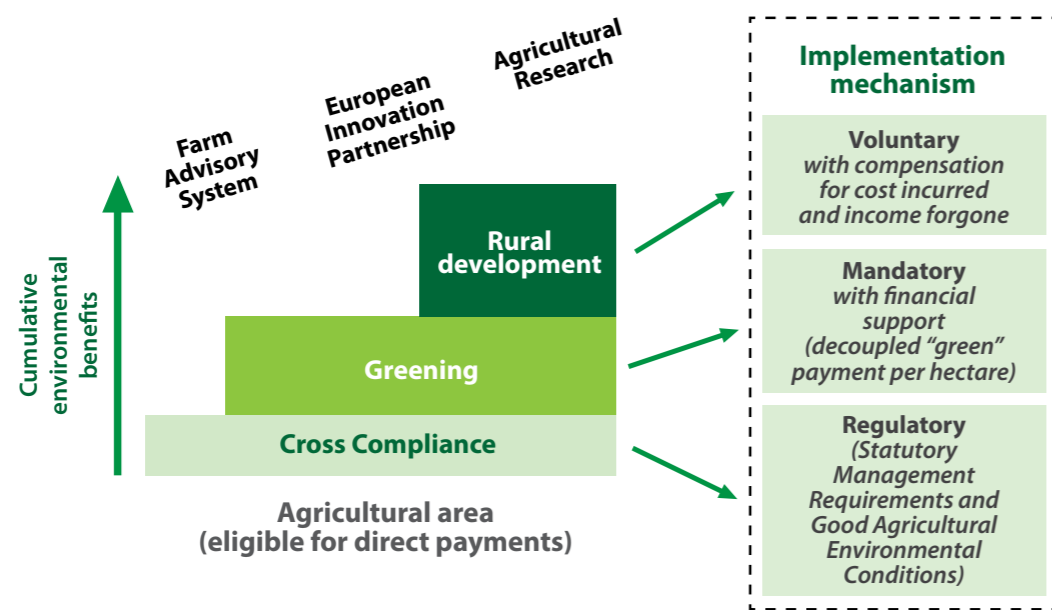 Farm
Advisory
System
European
Innovation
Partnership
Agricultural
Research
Cumulative
environmental
benefits
Rural
development
Greening
Cross Compliance
Agricultural area
(eligible for direct payments)
Implementation
mechanism
Voluntary
with compensation
for cost incurred
and income forgone
Mandatory
with financial
support
(decoupled “green”
payment per hectare)
Regulatory
(Statutory
Management
Requirements and
Good Agricultural
Environmental
Conditions)